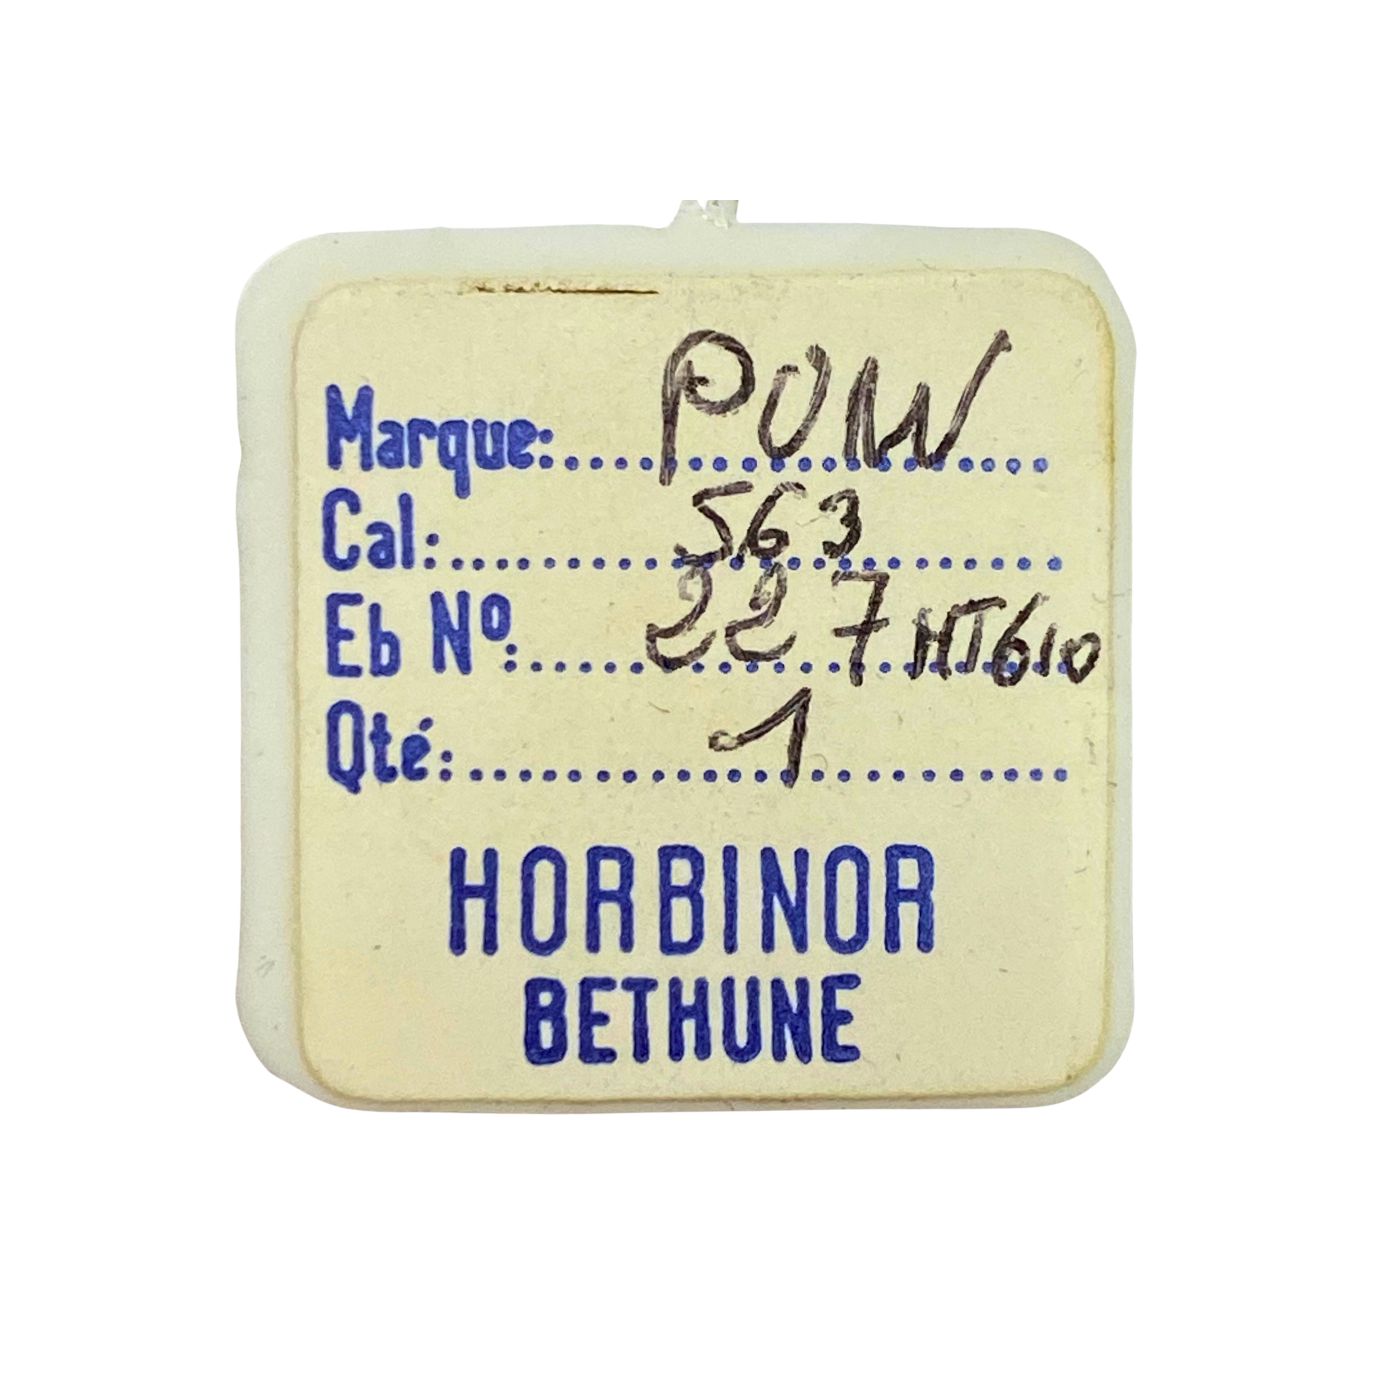 Marque: PUW
Cal: 563
Eb Nº: 227 HT610
Qté: 1
HORBINOR
BETHUNE